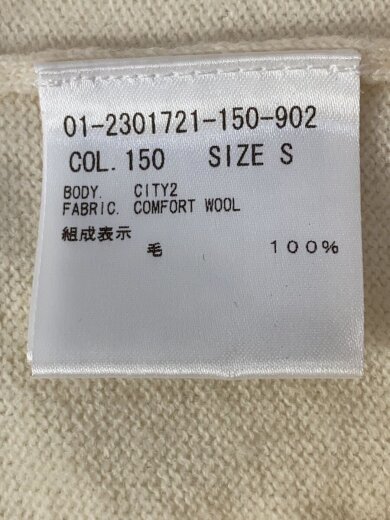 01-2301721-150-902
COL. 150 SIZE S
BODY. CITY2
FABRIC. COMFORT WOOL
組成表示
毛 100%